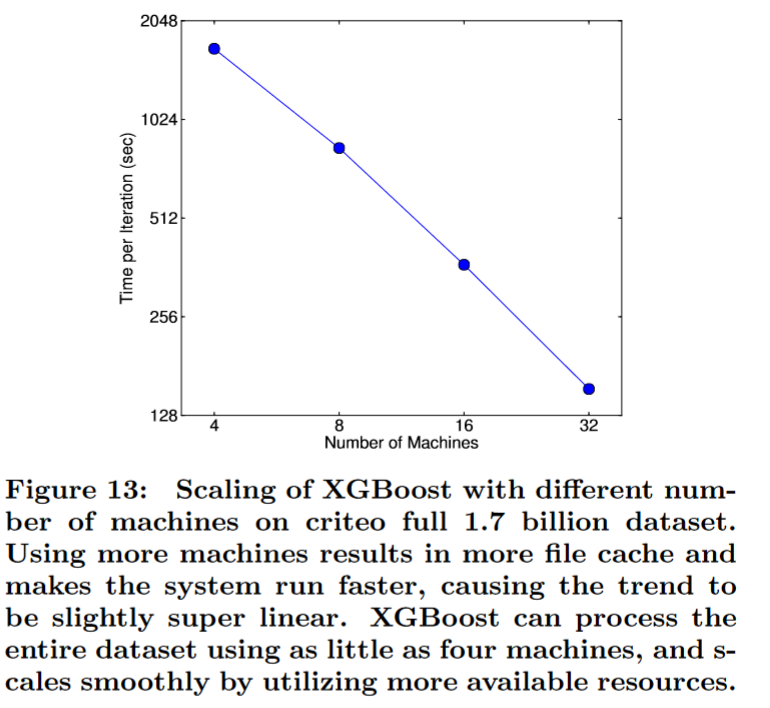 2048
1024
512
256
128
Time per Iteration (sec)
4 8 16 32
Number of Machines
Figure 13: Scaling of XGBoost with different num-
ber of machines on criteo full 1.7 billion dataset.
Using more machines results in more file cache and
makes the system run faster, causing the trend to
be slightly super linear. XGBoost can process the
entire dataset using as little as four machines, and s-
cales smoothly by utilizing more available resources.